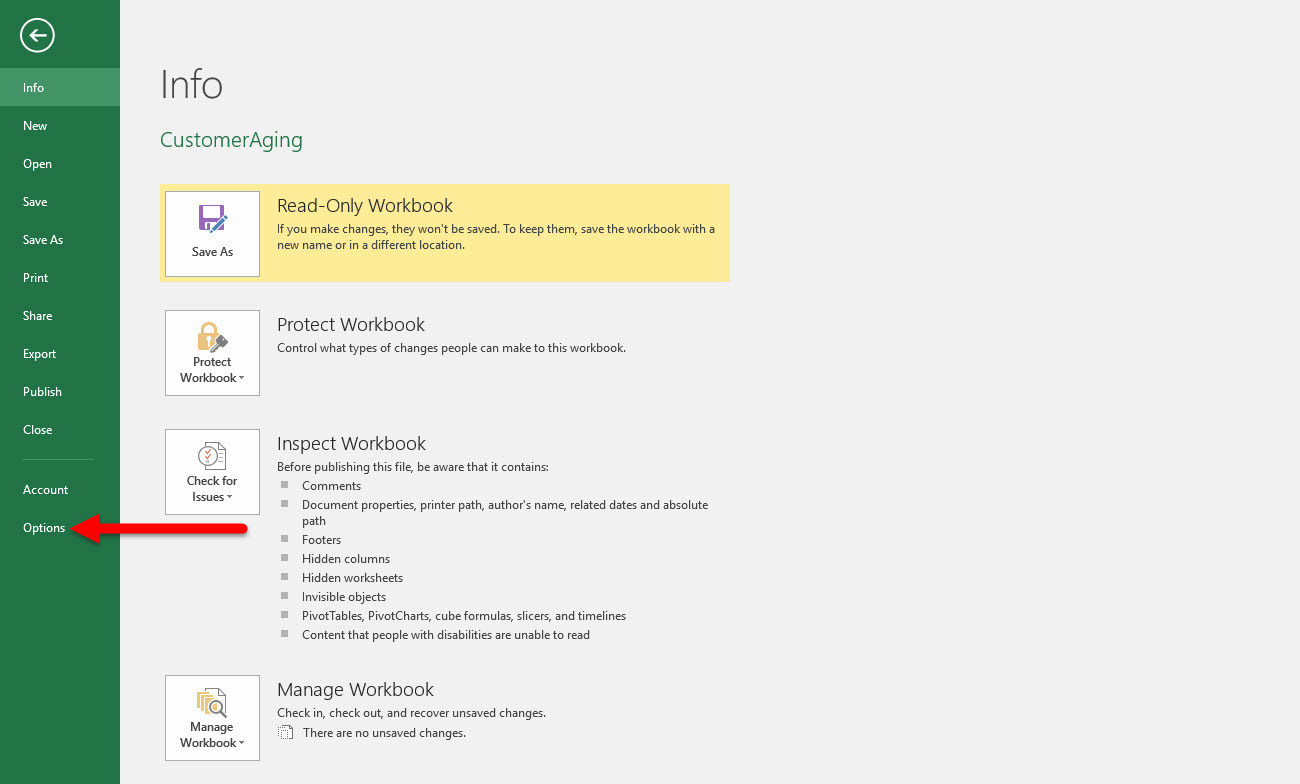 Info
New
Open
Save
Save As
Print
Share
Export
Publish
Close
Account
Options
Info
CustomerAging
Save As
Read-Only Workbook
If you make changes, they won't be saved. To keep them, save the workbook with a
new name or in a different location.
Protect
Workbook
Protect Workbook
Control what types of changes people can make to this workbook.
Check for
Issues
Inspect Workbook
Before publishing this file, be aware that it contains:
Comments
Document properties, printer path, author's name, related dates and absolute
path
Footers
Hidden columns
Hidden worksheets
Invisible objects
PivotTables, PivotCharts, cube formulas, slicers, and timelines
Content that people with disabilities are unable to read
Manage
Workbook
Manage Workbook
Check in, check out, and recover unsaved changes.
There are no unsaved changes.